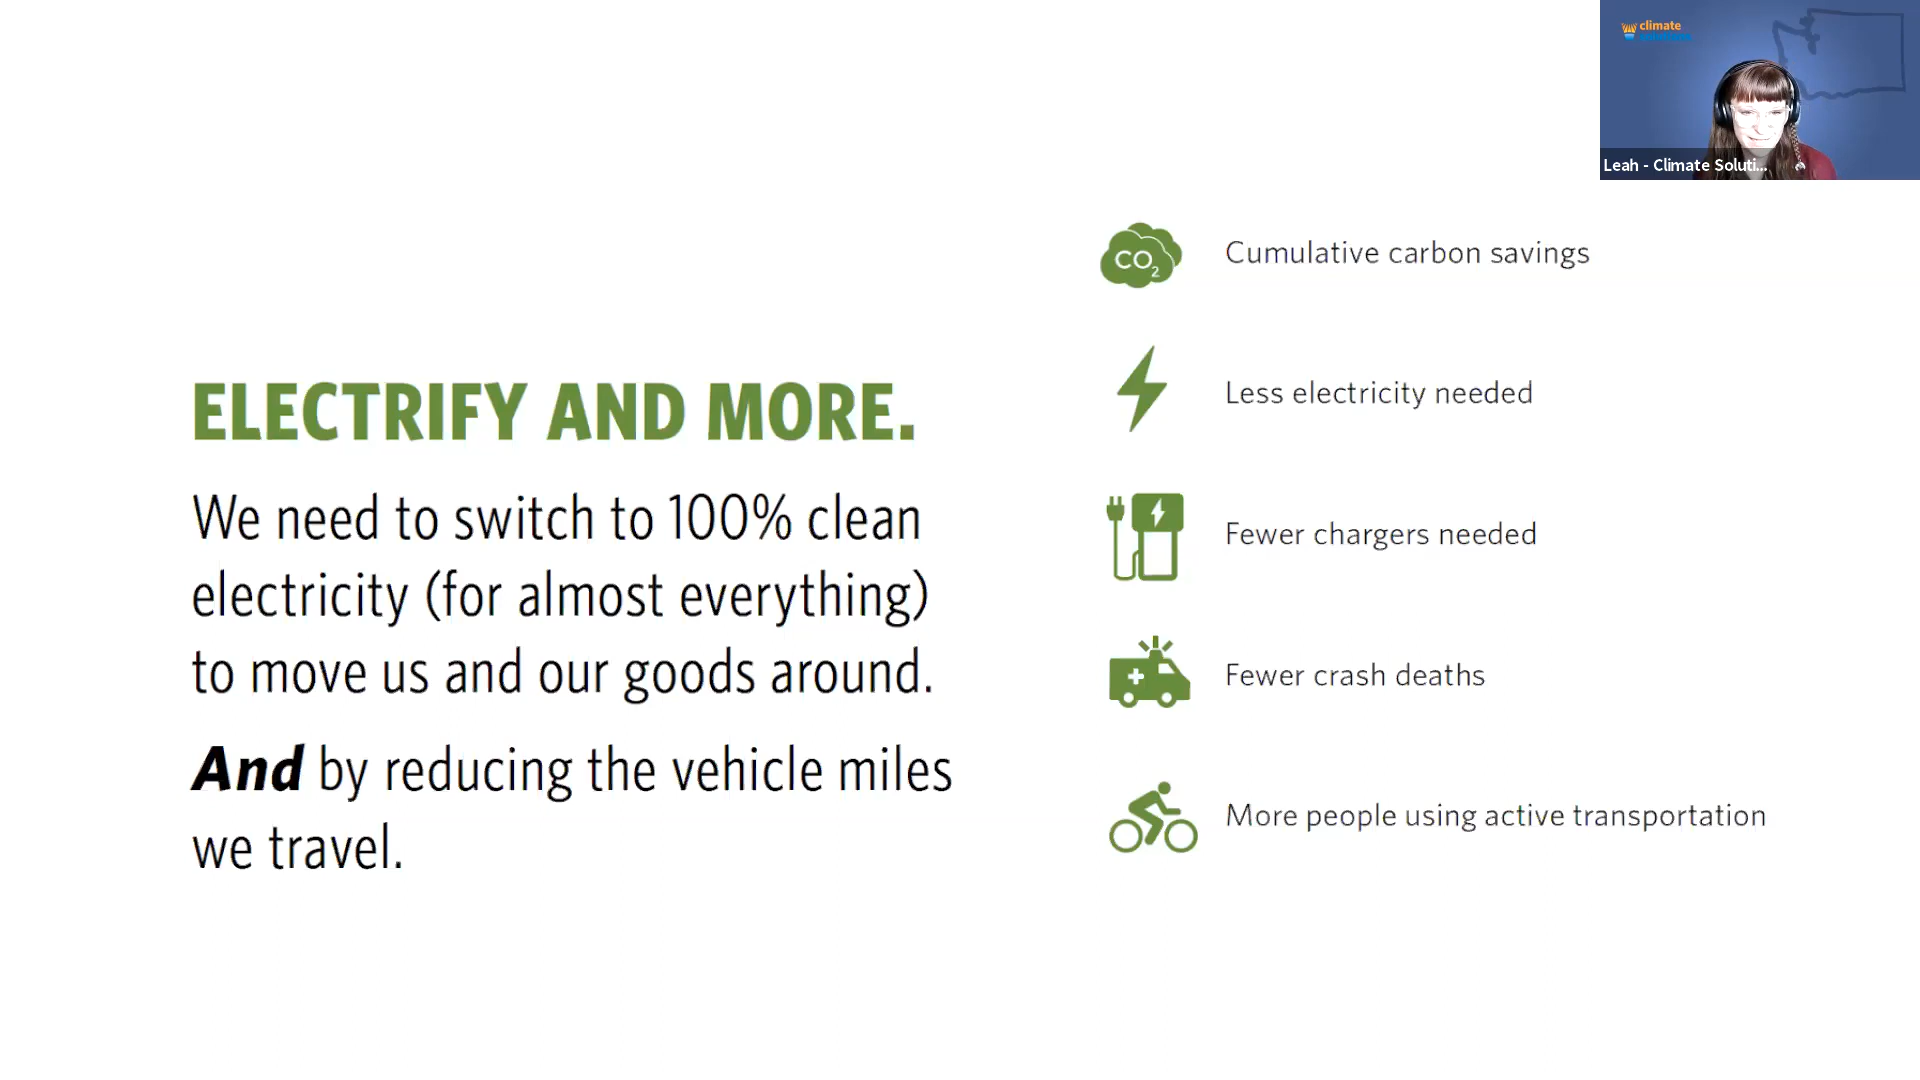 climate
Leah - Climate Soluti...
CO2
Cumulative carbon savings
Less electricity needed
ELECTRIFY AND MORE.
We need to switch to 100% clean
electricity (for almost everything)
to move us and our goods around.
And by reducing the vehicle miles
we travel.
Fewer chargers needed
Fewer crash deaths
More people using active transportation